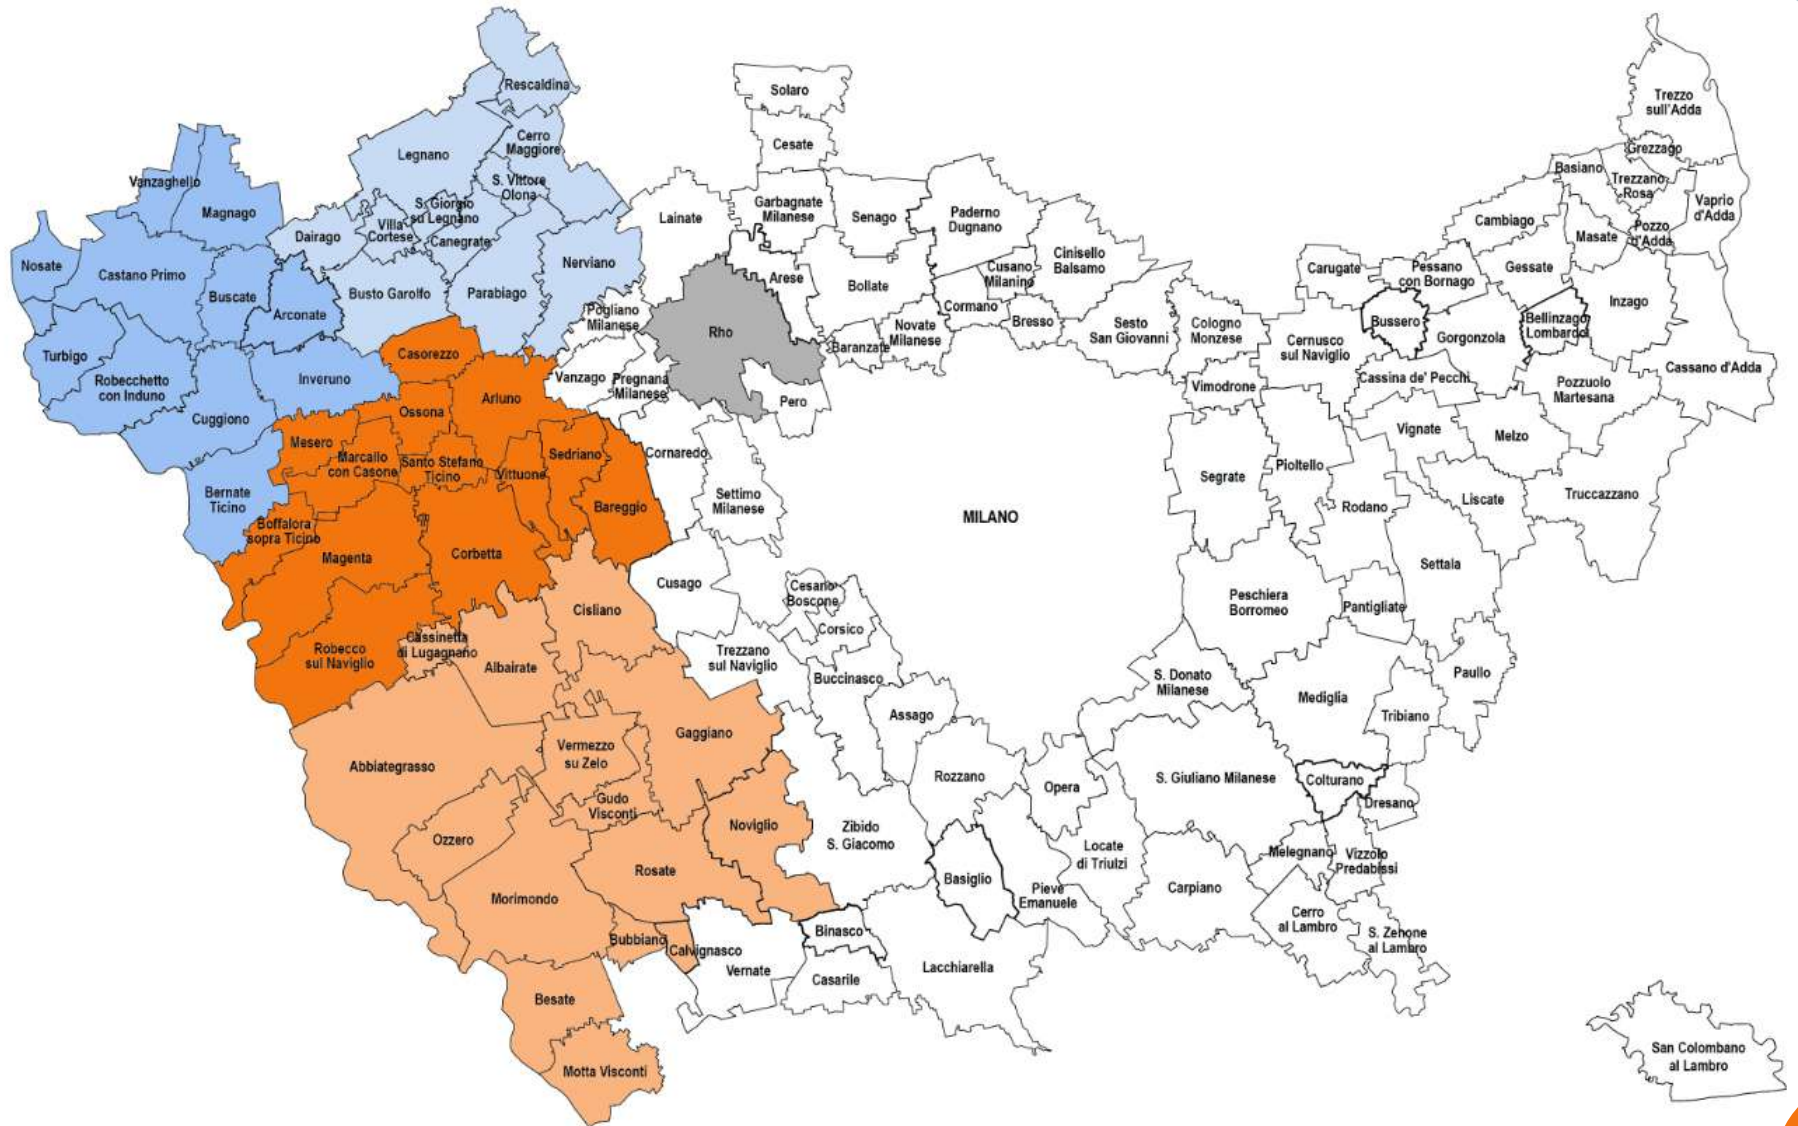 Rescaldina
Solaro
Trezzo
sull'Adda
Cerro
Maggiore
Cesate
Legnano
Grezzago
Basiano
Vanzaghello
S. Vittore
Olona
Trezzano
Rosa
Magnago
S. Giorgio
su Legnano
Lainate
Garbagnate
Milanese
Senago
Paderno
Dugnano
Cambiago
Vaprio
d'Adda
Dairago
Villa
Cortese
Canegrate
Masate
Pozzo
d'Adda
Nosate
Castano Primo
Nerviano
Cinisello
Balsamo
Carugate
Pessano
con Bornago
Gessate
Buscate
Busto Garolfo
Parabiago
Arese
Bollate
Cusano
Milanino
Inzago
Arconate
Pogliano
Milanese
Cormano
Bresso
Rho
Novate
Milanese
Baranzate
Sesto
San Giovanni
Cologno
Monzese
Bussero
Bellinzago
Lombardo
Gorgonzola
Cernusco
sul Naviglio
Turbigo
Casorezzo
Cassano d'Adda
Robecchetto
con Induno
Inveruno
Vanzago
Pregnana
Milanese
Vimodrone
Cassina de' Pecchi
Pozzuolo
Martesana
Arluno
Pero
Cuggiono
Ossona
Vignate
Melzo
Mesero
Marcallo
con Casone
Santo Stefano
Ticino
Vittuone
Sedriano
Cornaredo
Segrate
Pioltello
Bernate
Ticino
Settimo
Milanese
Liscate
Truccazzano
Bareggio
Rodano
MILANO
Boffalora
sopra Ticino
Magenta
Corbetta
Settala
Cusago
Cesano
Boscone
Peschiera
Borromeo
Pantigliate
Cisliano
Corsico
Robecco
sul Naviglio
Cassinetta
di Lugagnano
Albairate
Trezzano
sul Naviglio
Buccinasco
S. Donato
Milanese
Paullo
Mediglia
Assago
Tribiano
Gaggiano
Abbiategrasso
Vermezzo
su Zelo
Rozzano
Opera
S. Giuliano Milanese
Colturano
Dresano
Gudo
Visconti
Noviglio
Zibido
S. Giacomo
Ozzero
Locate
di Triulzi
Melegnano
Vizzolo
Predabissi
Rosate
Basiglio
Pieve
Emanuele
Carpiano
Morimondo
Cerro
al Lambro
S. Zenone
al Lambro
Bubbiano
Calvignasco
Binasco
Vernate
Casarile
Lacchiarella
Besate
Motta Visconti
San Colombano
al Lambro